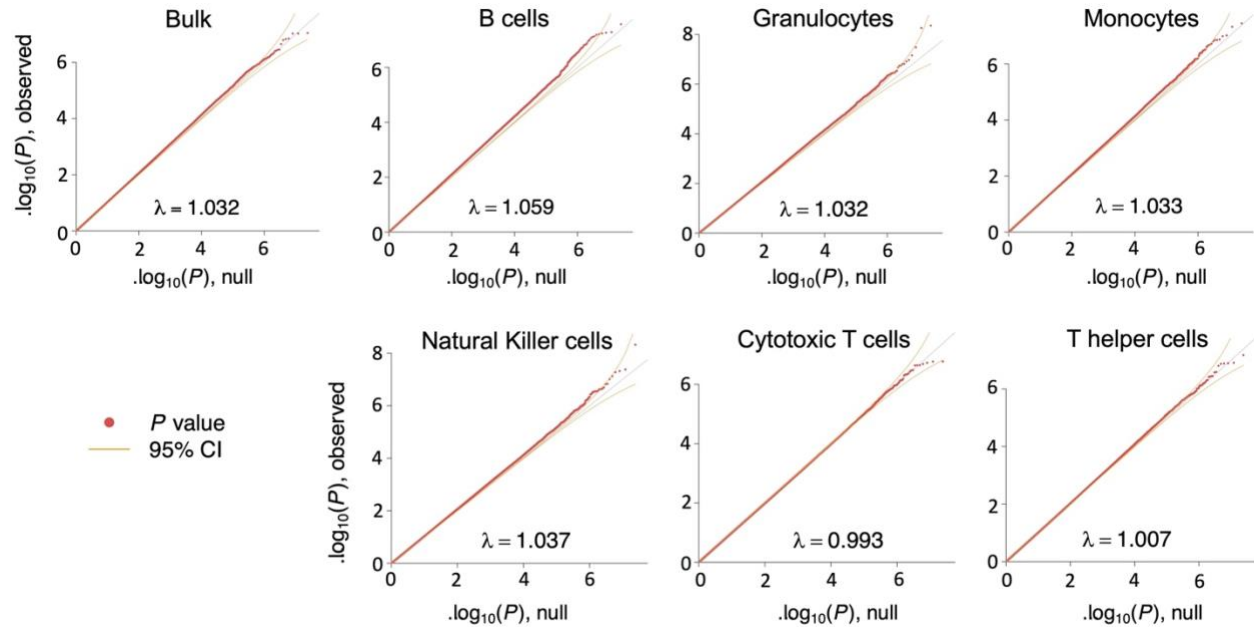 Bulk
B cells
Granulocytes
Monocytes
.log10(P), observed
6
4
2
0
λ = 1.032
0 2 4 6
.log10(P), null
6
4
2
0
λ = 1.059
0 2 4 6
.log10(P), null
8
6
4
2
0
λ = 1.032
0 2 4 6
.log10(P), null
6
4
2
0
λ = 1.033
0 2 4 6
.log10(P), null
P value
95% CI
Natural Killer cells
Cytotoxic T cells
T helper cells
.log10(P), observed
8
6
4
2
0
λ = 1.037
0 2 4 6
.log10(P), null
6
4
2
0
λ = 0.993
0 2 4 6
.log10(P), null
6
4
2
0
λ = 1.007
0 2 4 6
.log10(P), null